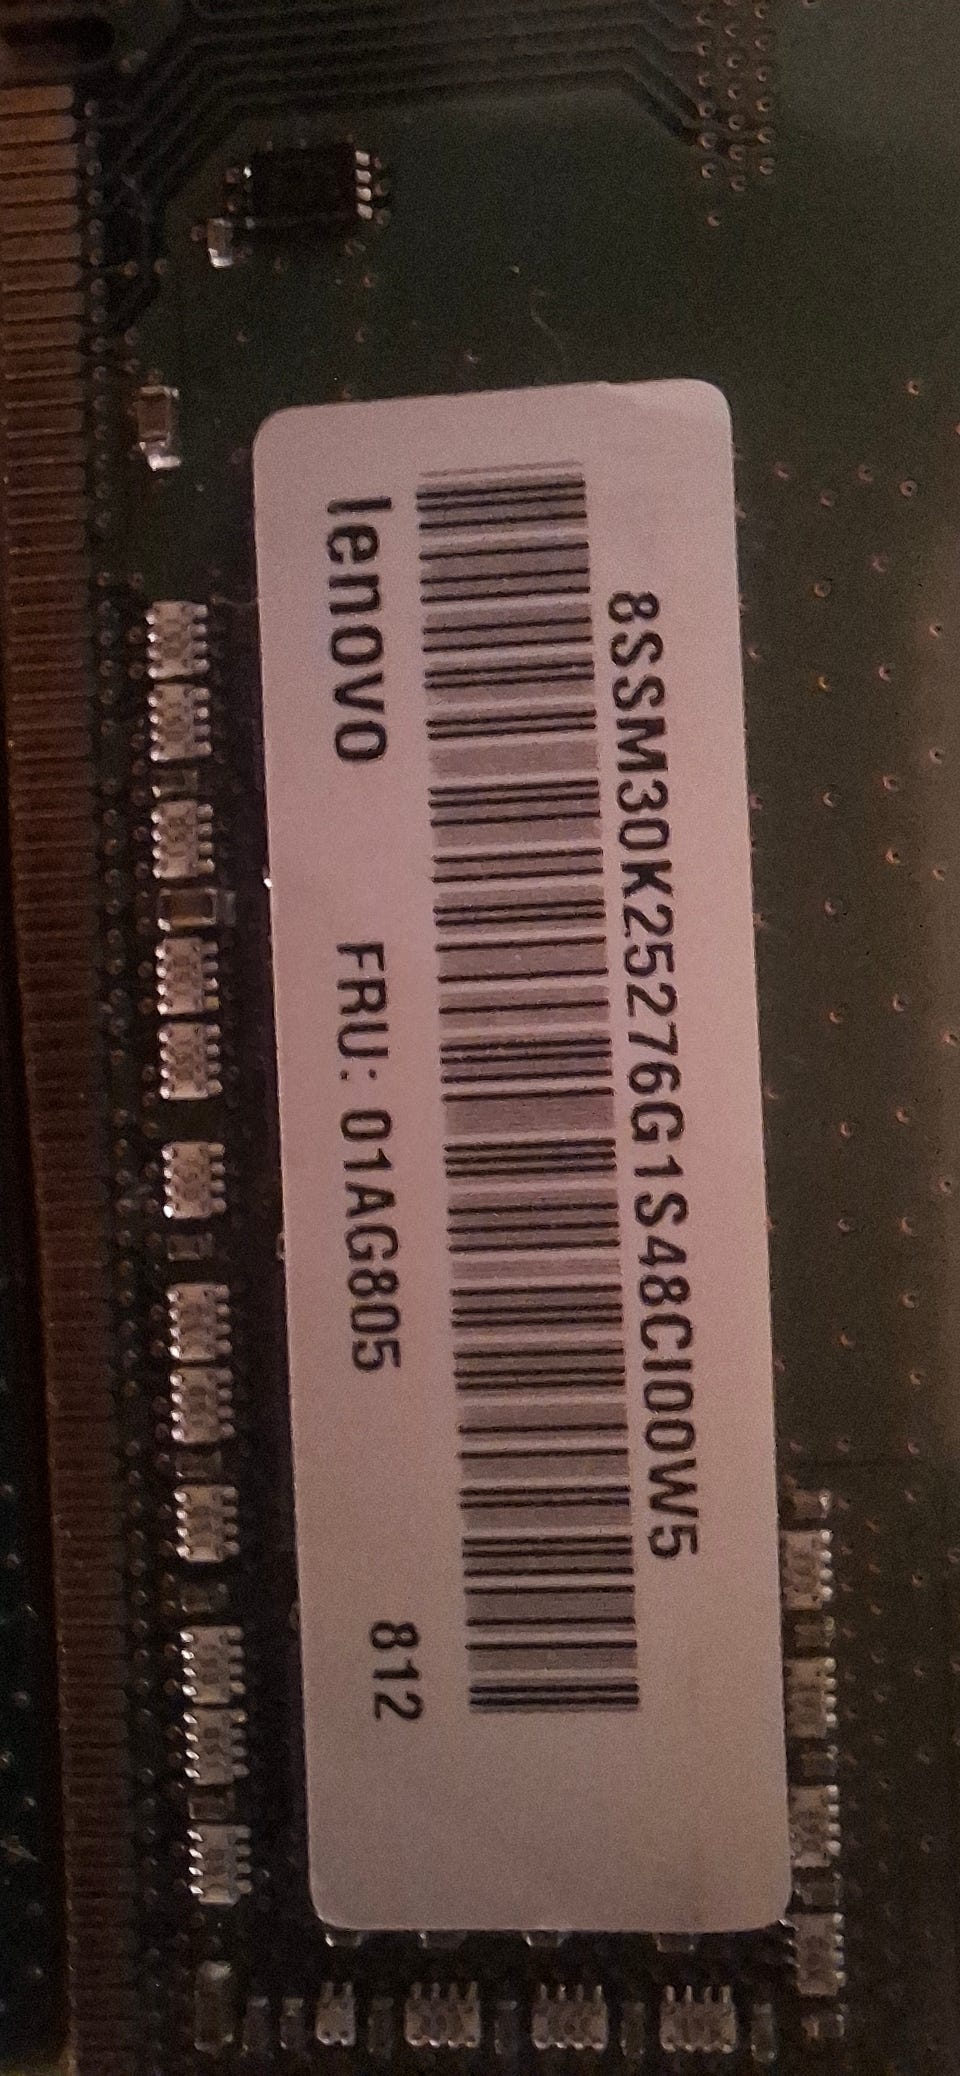 8SSM30K25276G1S48CI00W5
lenovo FRU: 01AG805 812